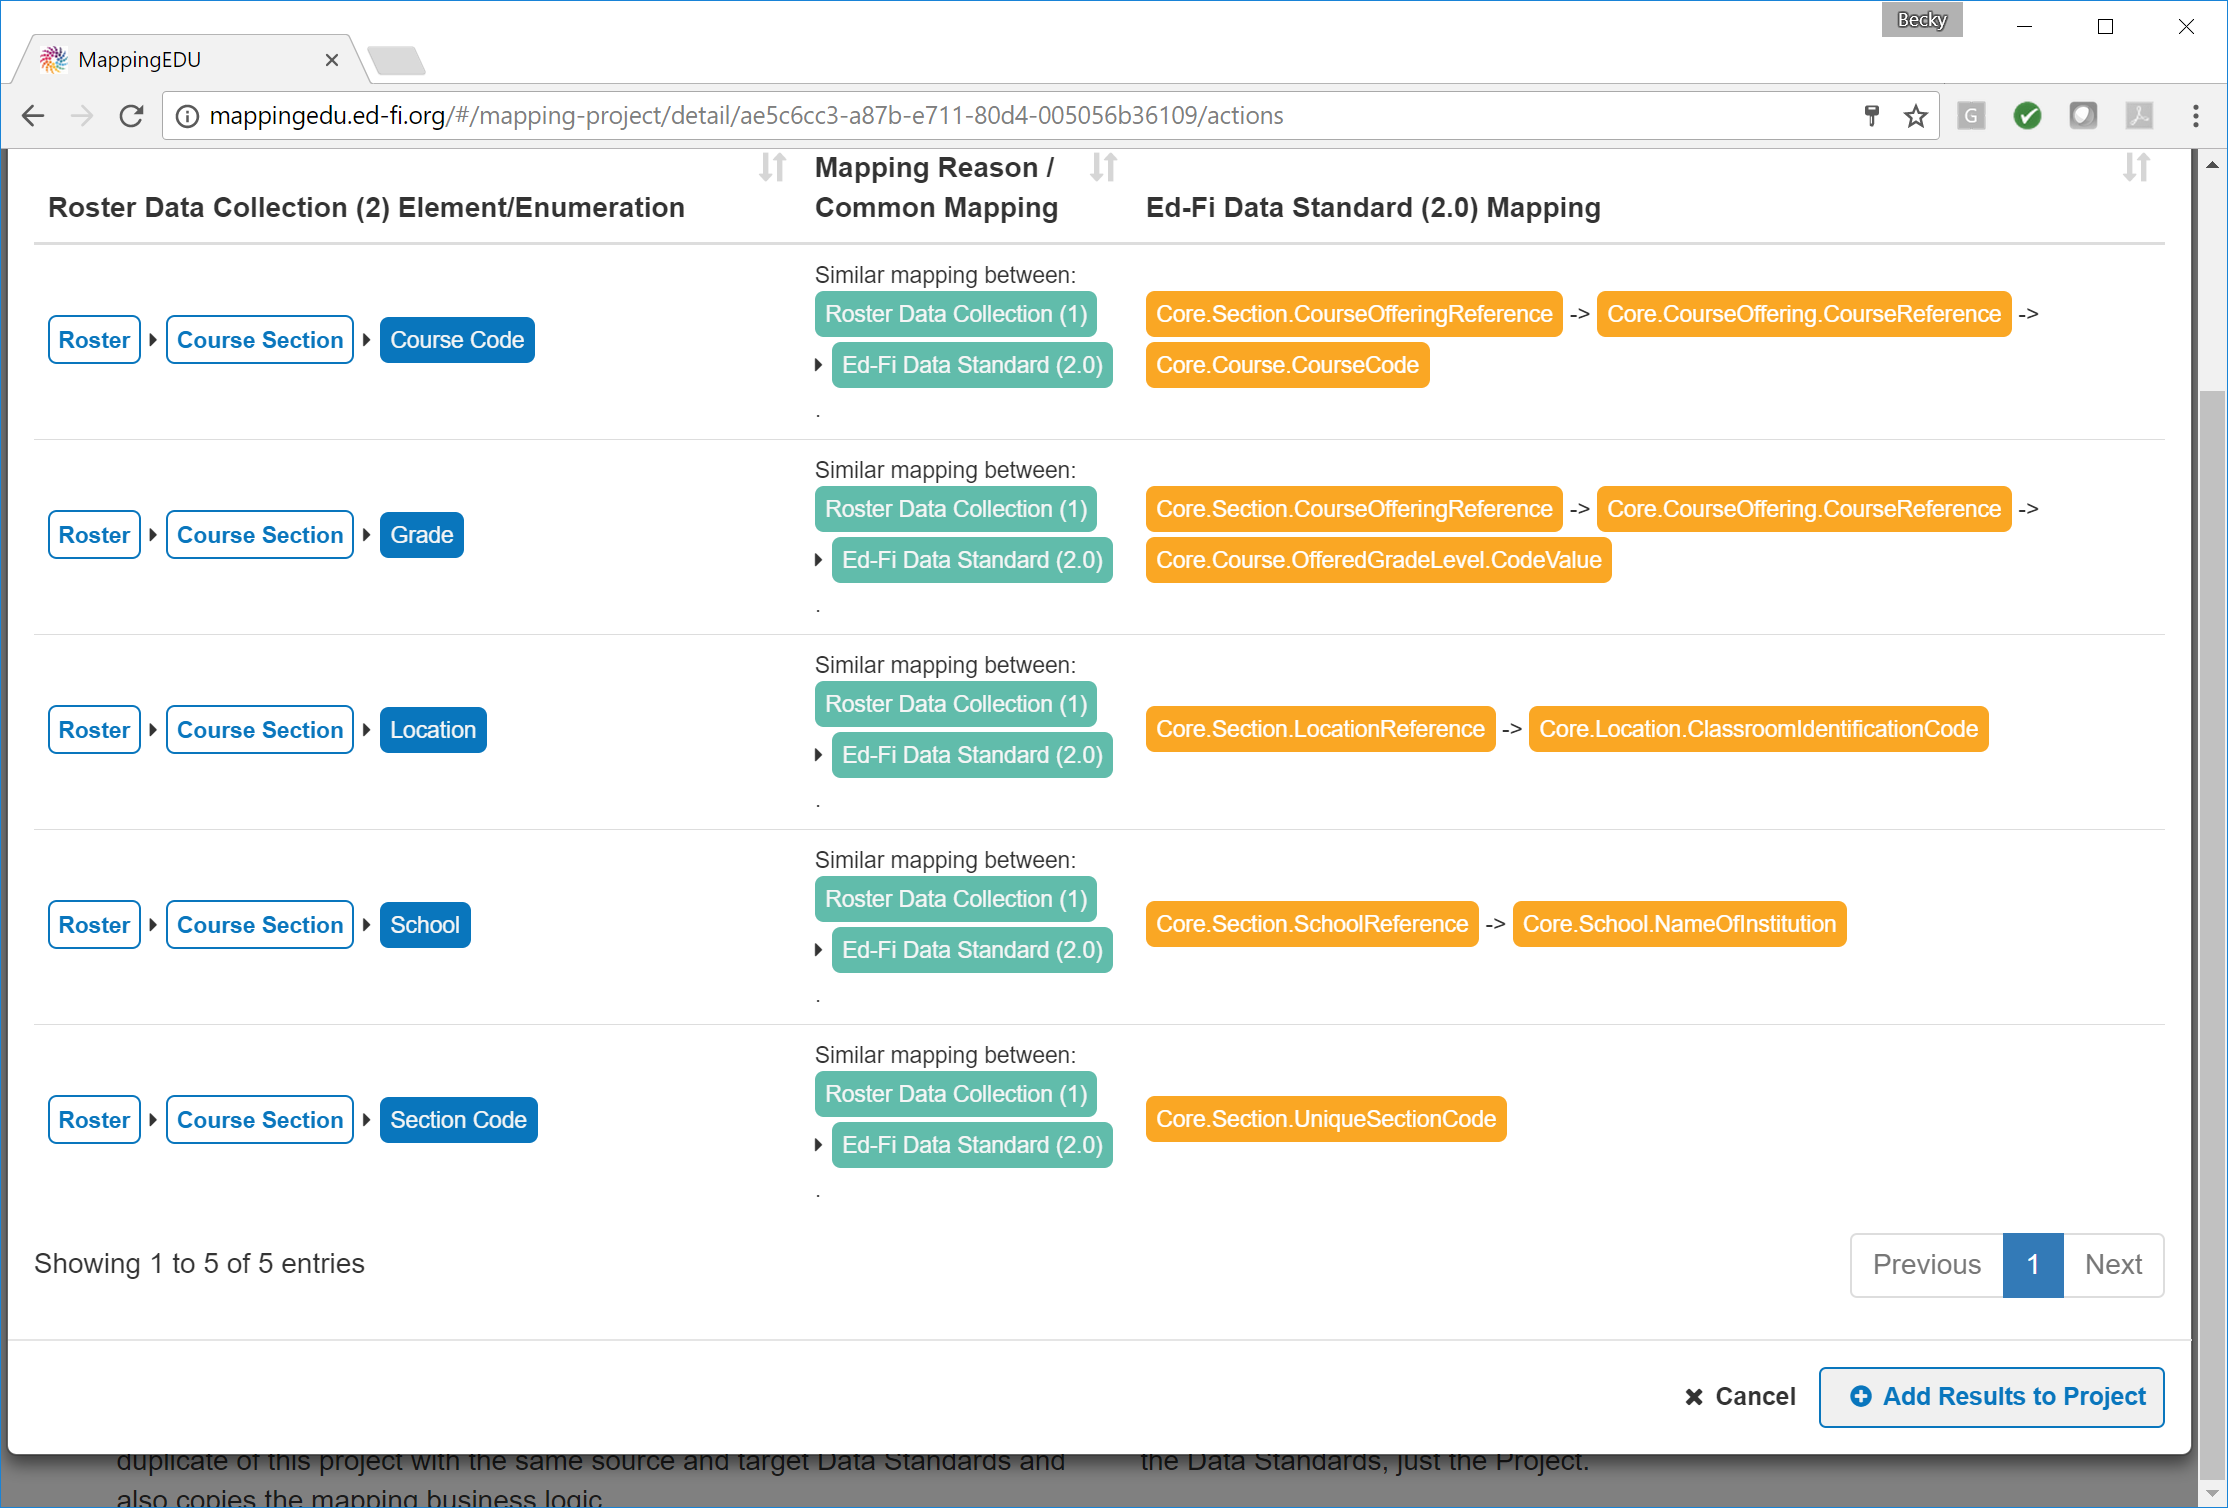 Becky
MappingEDU
mappingedu.ed-fi.org/#/mapping-project/detail/ae5c6cc3-a87b-e711-80d4-005056b36109/actions
G
Roster Data Collection (2) Element/Enumeration
Mapping Reason /
Common Mapping
Ed-Fi Data Standard (2.0) Mapping
Roster Course Section Course Code
Similar mapping between:
Roster Data Collection (1)
Ed-Fi Data Standard (2.0)
.
Core.Section.CourseOfferingReference -> Core.CourseOffering.CourseReference ->
Core.Course.CourseCode
Roster Course Section Grade
Similar mapping between:
Roster Data Collection (1)
Ed-Fi Data Standard (2.0)
.
Core.Section.CourseOfferingReference -> Core.CourseOffering.CourseReference ->
Core.Course.OfferedGradeLevel.CodeValue
Roster Course Section Location
Similar mapping between:
Roster Data Collection (1)
Ed-Fi Data Standard (2.0)
.
Core.Section.LocationReference -> Core.Location.ClassroomIdentificationCode
Roster Course Section School
Similar mapping between:
Roster Data Collection (1)
Ed-Fi Data Standard (2.0)
.
Core.Section.SchoolReference -> Core.School.NameOfInstitution
Roster Course Section Section Code
Similar mapping between:
Roster Data Collection (1)
Ed-Fi Data Standard (2.0)
.
Core.Section.UniqueSectionCode
Showing 1 to 5 of 5 entries
Previous 1 Next
Cancel Add Results to Project
duplicate of this project with the same source and target Data Standards and
also copies the mapping business logic
the Data Standards, just the Project.